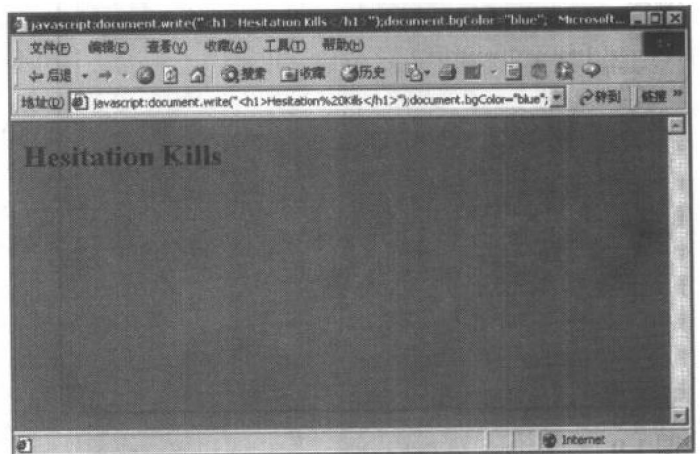 javascript:document.write("<h1>Hesitation Kills</h1>");document.bgColor="blue"; Microsoft...
文件(F) 编辑(E) 查看(V) 收藏(A) 工具(T) 帮助(H)
后退 搜索 收藏 历史
地址(D) javascript:document.write("<h1>Hesitation%20Kills</h1>");document.bgColor="blue"; 转到 链接 »
Hesitation Kills
Internet